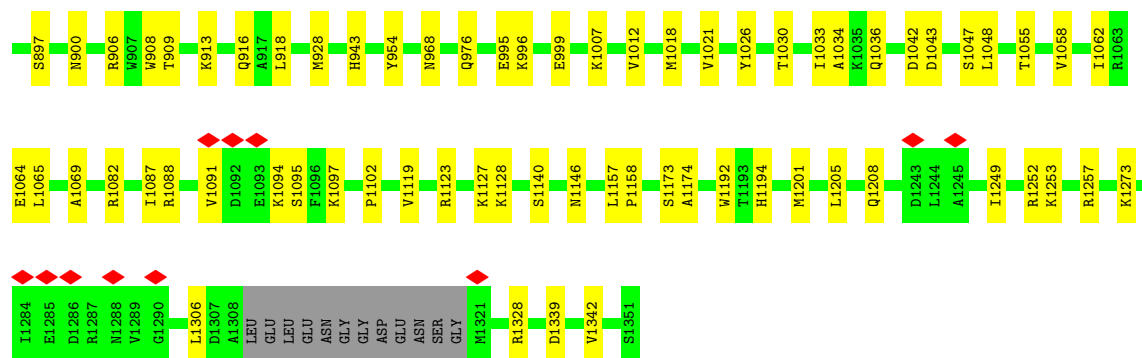 S897 N900 R906 W907 W908 T909 K913 Q916 A917 L918 M928 H943 Y954 N968 Q976 E995 K996 E999 K1007 V1012 M1018 V1021 Y1026 T1030 I1033 A1034 K1035 Q1036 D1042 D1043 S1047 L1048 T1055 V1058 I1062 R1063
E1064 L1065 A1069 R1082 I1087 R1088 V1091 D1092 E1093 K1094 S1095 F1096 K1097 P1102 V1119 R1123 K1127 K1128 S1140 N1146 L1157 P1158 S1173 A1174 W1192 T1193 H1194 M1201 L1205 Q1208 D1243 L1244 A1245 I1249 R1252 K1253 R1257 K1273
I1284 E1285 D1286 R1287 N1288 V1289 G1290 L1306 D1307 A1308 LEU GLU LEU GLU ASN GLY GLY ASP GLU ASN SER GLY M1321 R1328 D1339 V1342 S1351